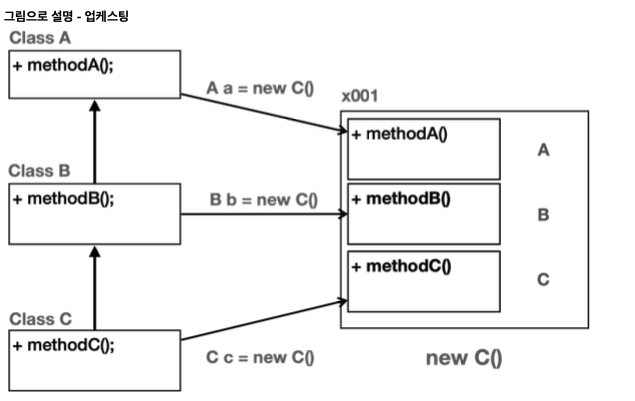 그림으로 설명 - 업케스팅
Class A
+ methodA();
A a = new C()
x001
+ methodA()
A
Class B
+ methodB();
B b = new C()
+ methodB()
B
+ methodC()
C
Class C
+ methodC();
C c = new C()
new C()